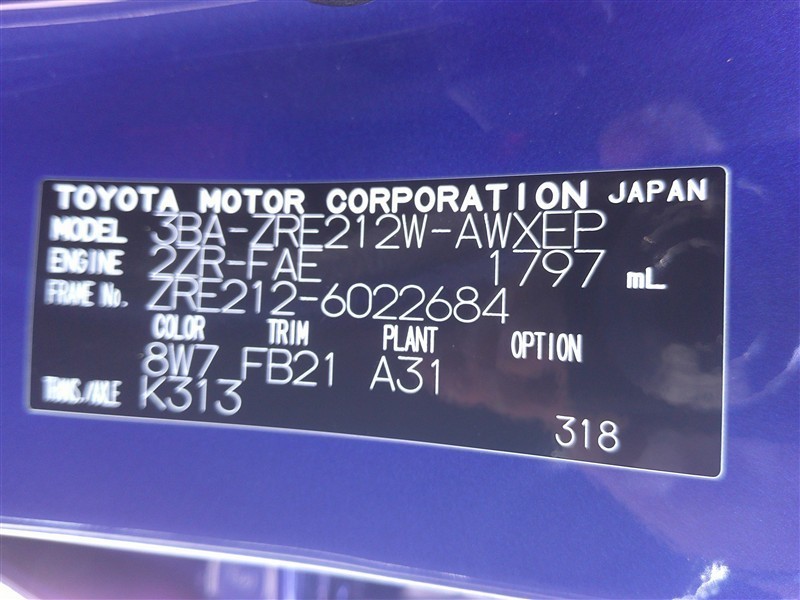 TOYOTA MOTOR CORPORATION JAPAN
MODEL 3BA-ZRE212W-AWXEP
ENGINE 2ZR-FAE 1797 mL
FRAME No. ZRE212-6022684
COLOR TRIM PLANT OPTION
8W7 FB21 A31
TRANS./AXLE K313
318